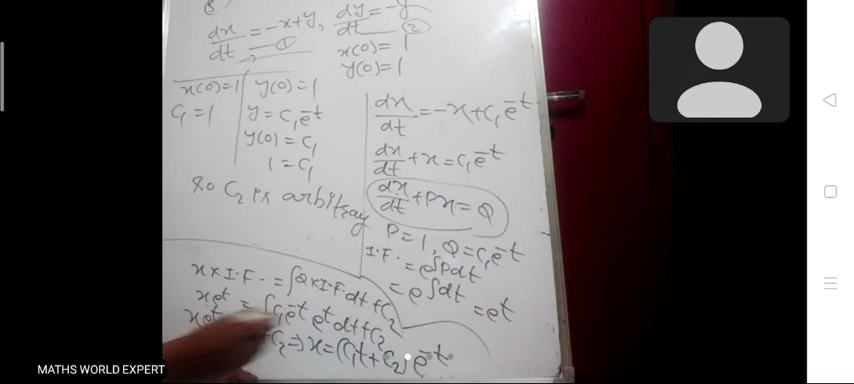 dx/dt = -x+y, ① dy/dt = -y ②
x(0) = 1
y(0) = 1
x(0) = 1
C₁ = 1
y(0) = 1
y = C₁e^-t
y(0) = C₁
1 = C₁
So C₂ is arbitray
dx/dt = -x + C₁e^-t
dx/dt + x = C₁e^-t
dx/dt + Px = Q
P = 1, Q = C₁e^-t
I.F. = e^∫Pdt
= e^∫dt = e^t
x × I.F. = ∫Q × I.F. dt + C₂
xe^t = ∫C₁e^-t e^t dt + C₂
+ C₂ ⇒ x = (C₁t + C₂) e^-t
MATHS WORLD EXPERT